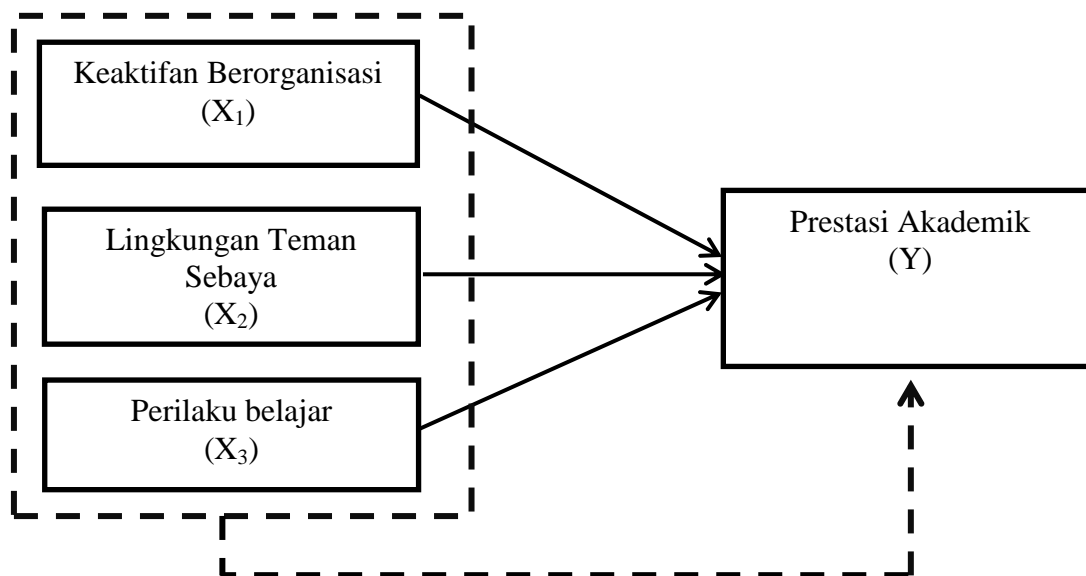 Keaktifan Berorganisasi
(X₁)
Lingkungan Teman
Sebaya
(X₂)
Perilaku belajar
(X₃)
Prestasi Akademik
(Y)